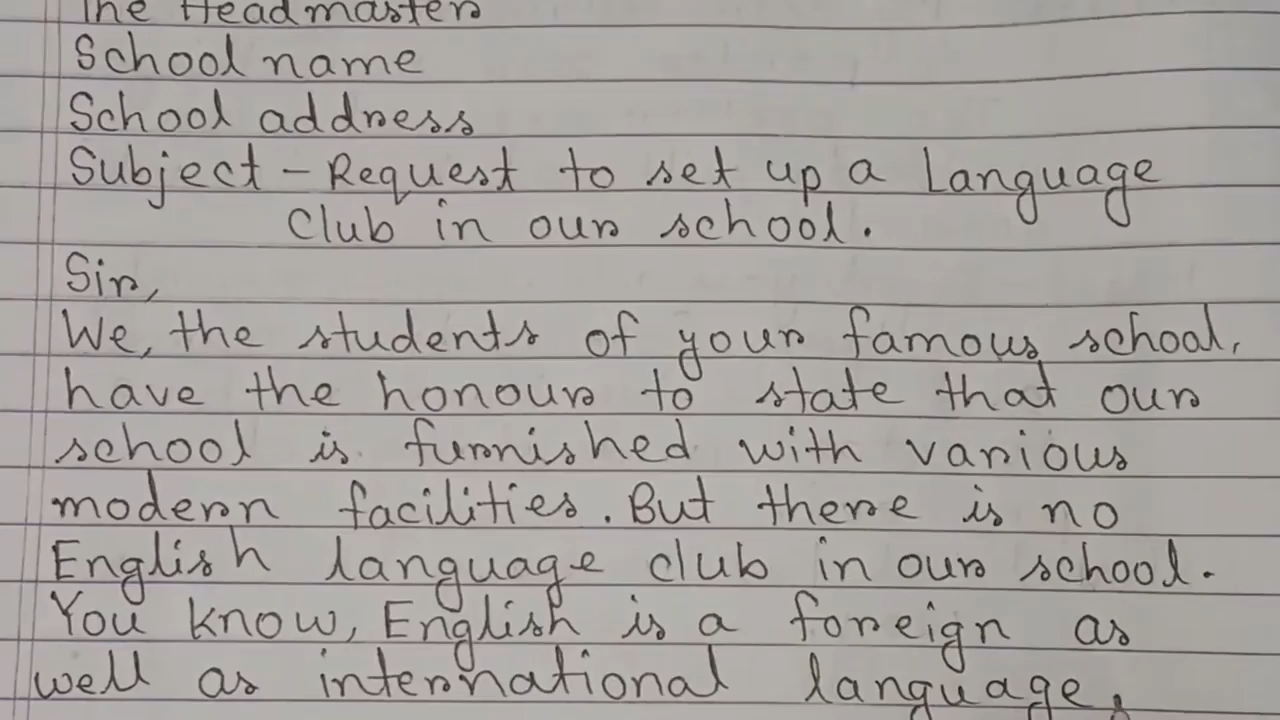 The Headmaster
School name
School address
Subject - Request to set up a Language
Club in our school.
Sir,
We, the students of your famous school,
have the honour to state that our
school is furnished with various
modern facilities. But there is no
English language club in our school.
You know, English is a foreign as
well as international language.